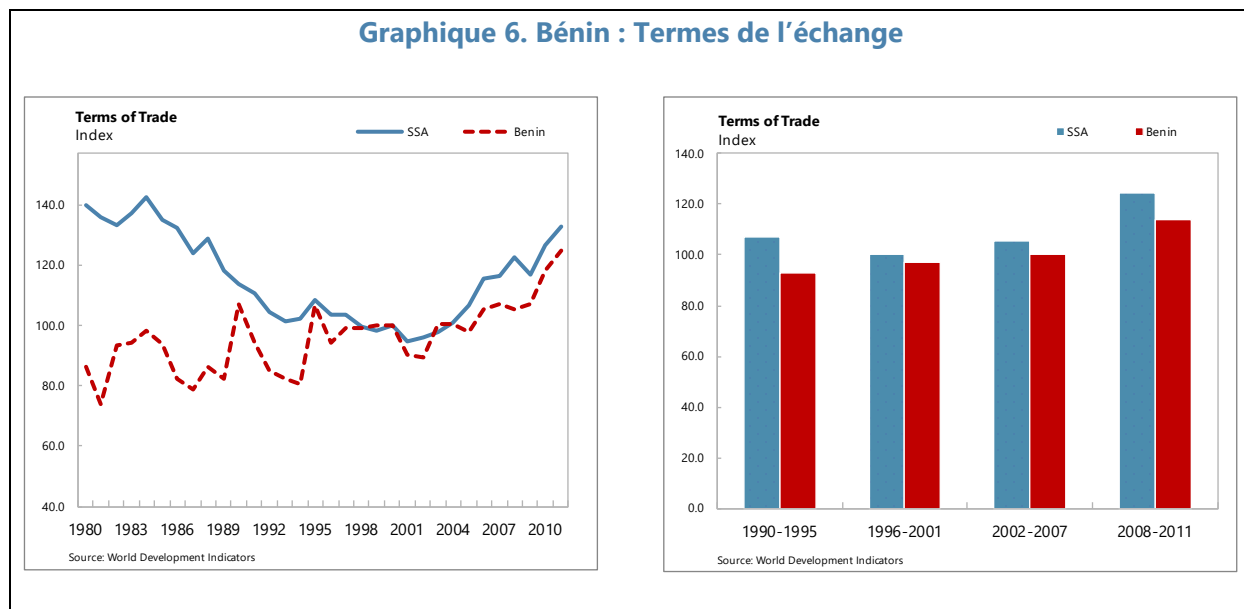 Graphique 6. Bénin : Termes de l’échange
Terms of Trade
Index
SSA
Benin
140.0
120.0
100.0
80.0
60.0
40.0
1980 1983 1986 1989 1992 1995 1998 2001 2004 2007 2010
Source: World Development Indicators
Terms of Trade
Index
SSA
Benin
140.0
120.0
100.0
80.0
60.0
40.0
20.0
0.0
1990-1995 1996-2001 2002-2007 2008-2011
Source: World Development Indicators